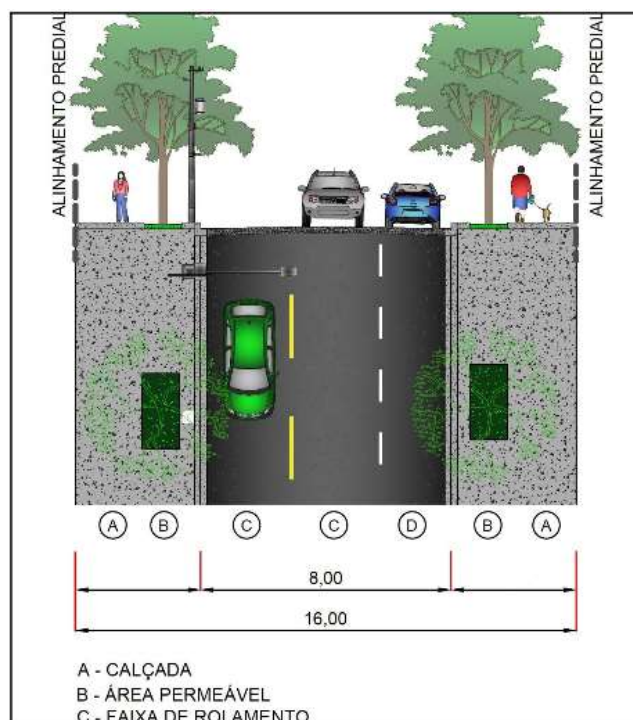 ALINHAMENTO PREDIAL
ALINHAMENTO PREDIAL
A B C C D B A
8,00
16,00
A - CALÇADA
B - ÁREA PERMEÁVEL
C - FAIXA DE ROLAMENTO